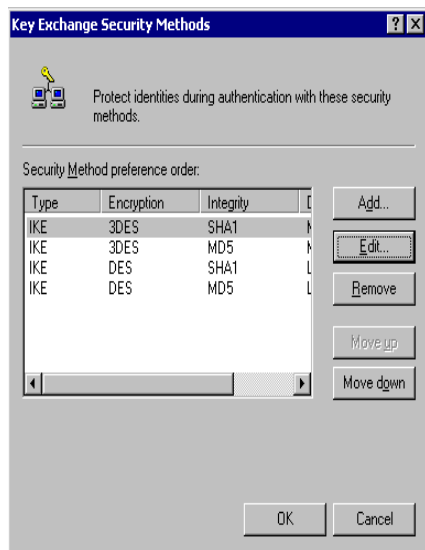 Key Exchang Security Methods
Protect identities during authentication with these security
methods.
Security Method preference order:
Type Encryption Integrity
IKE 3DES SHA1
IKE 3DES MD5
IKE DES SHA1
IKE DES MD5
Add...
Edit...
Remove
Move up
Move down
OK Cancel